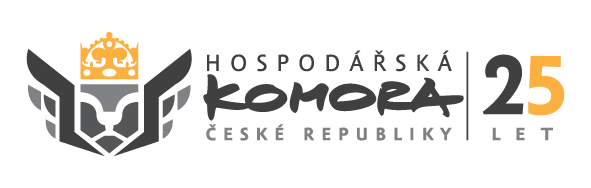 HOSPODÁŘSKÁ
KOMORA
ČESKÉ REPUBLIKY
25
LET